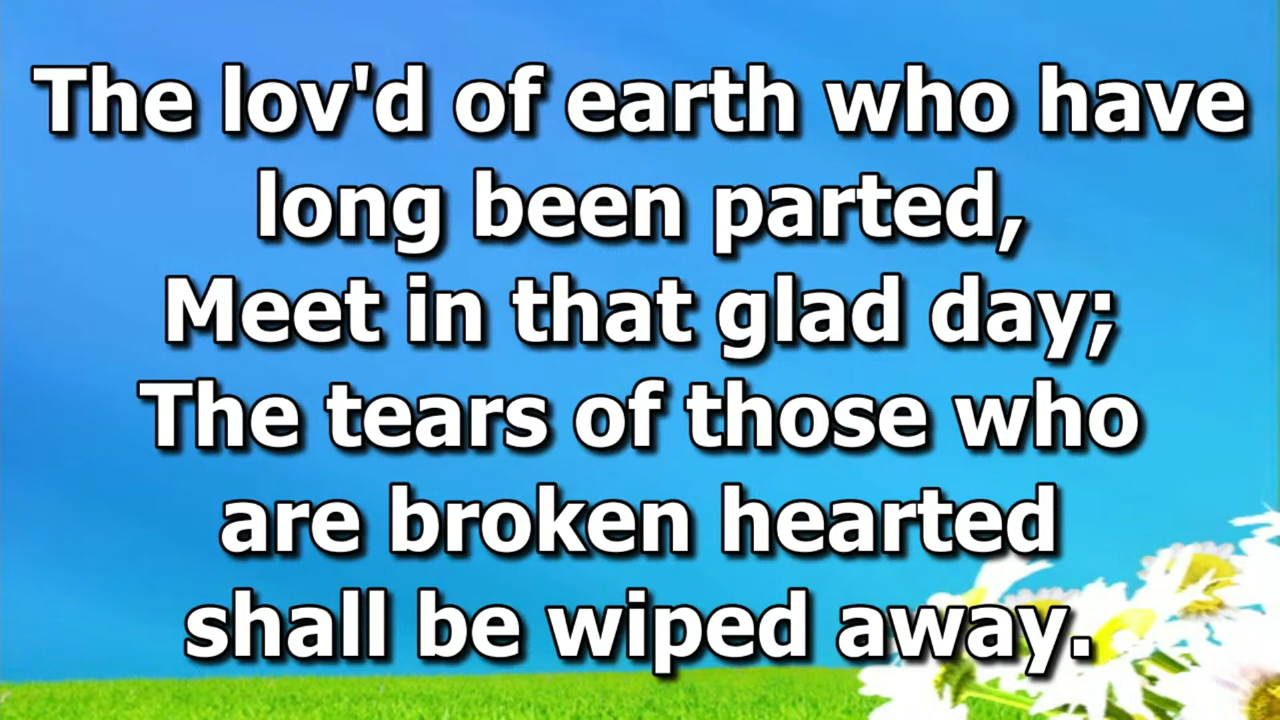 The lov'd of earth who have
long been parted,
Meet in that glad day;
The tears of those who
are broken hearted
shall be wiped away.